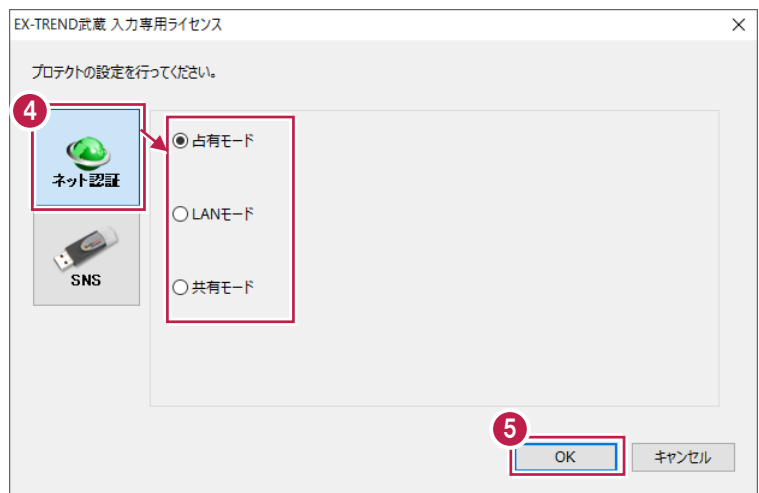 EX-TREND武蔵 入力専用ライセンス
プロテクトの設定を行ってください。
4
ネット認証
占有モード
LANモード
SNS
共有モード
5
OK
キャンセル